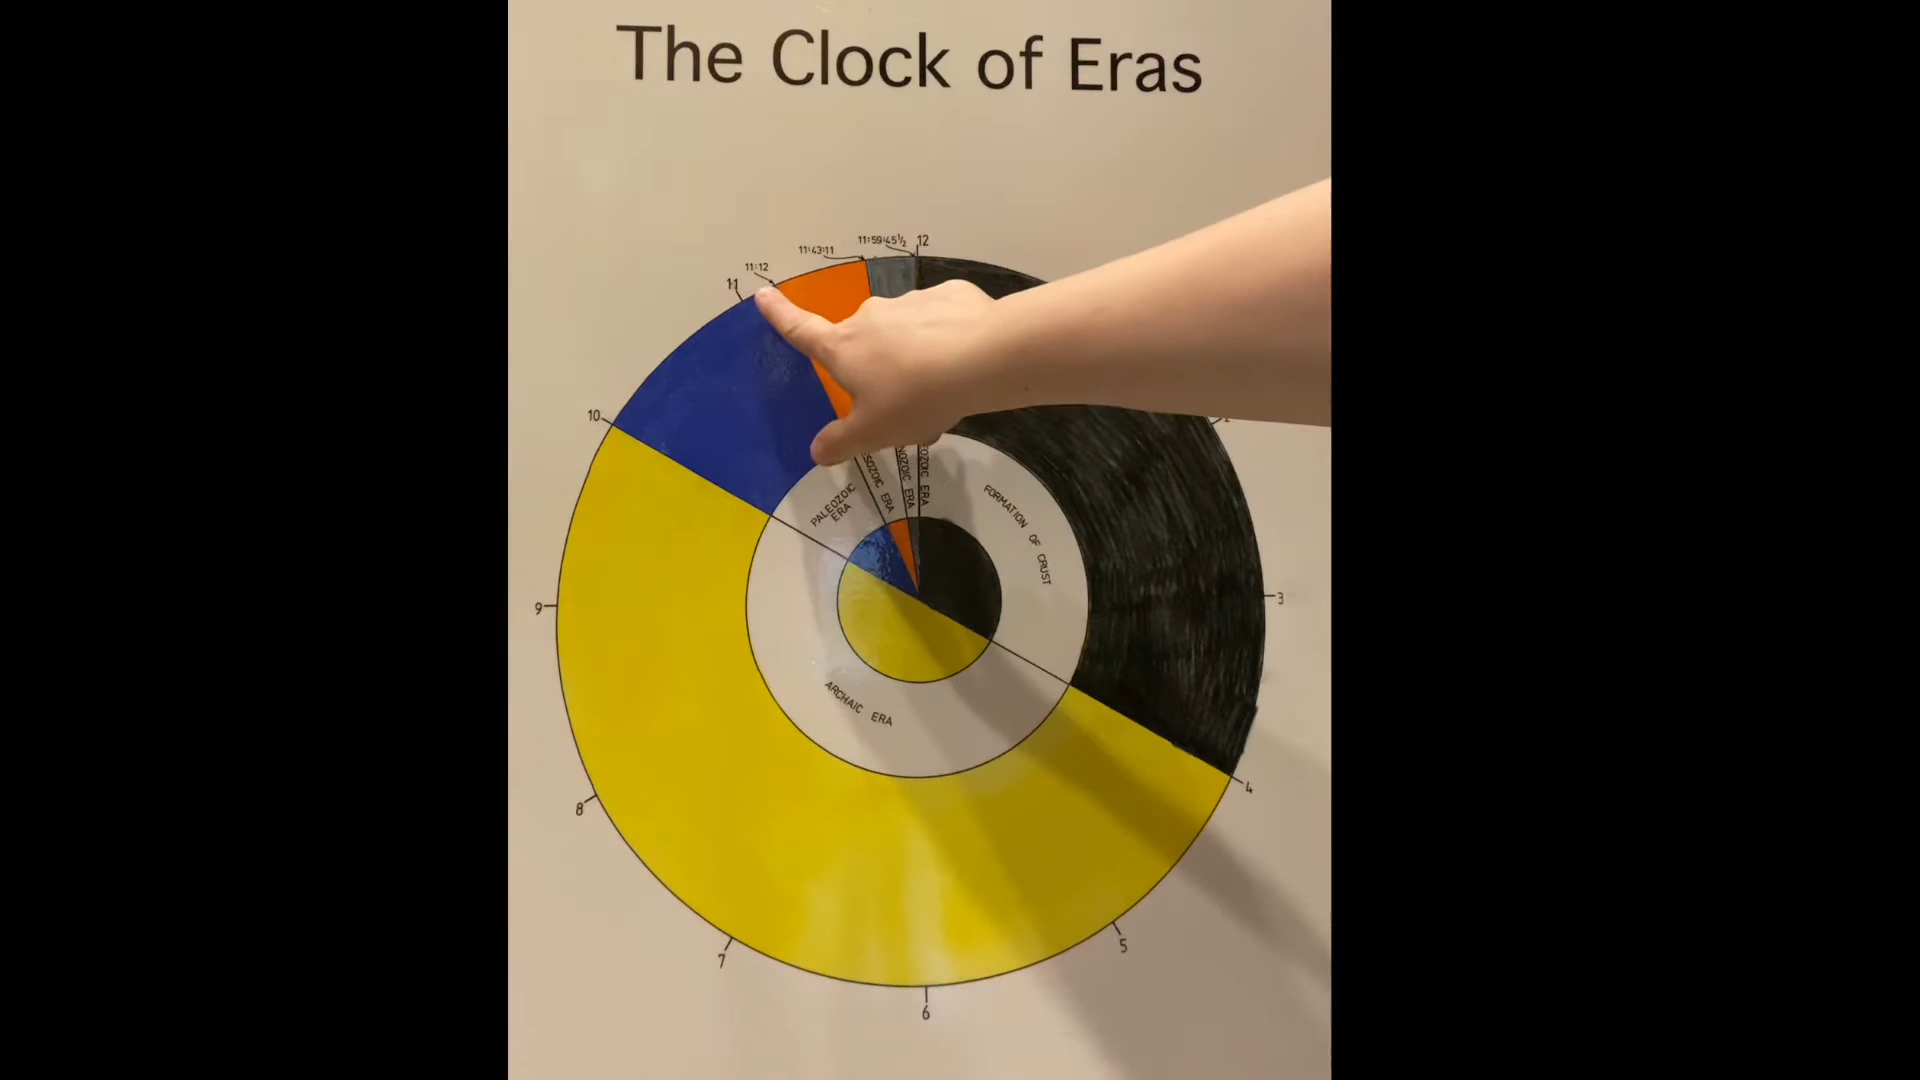 The Clock of Eras
11:59:45½
12
11:43:11
11:12
11
10
9
8
7
6
5
4
3
PALEOZOIC
ERA
ERA
ERA
ERA
FORMATION OF CRUST
ARCHAIC ERA